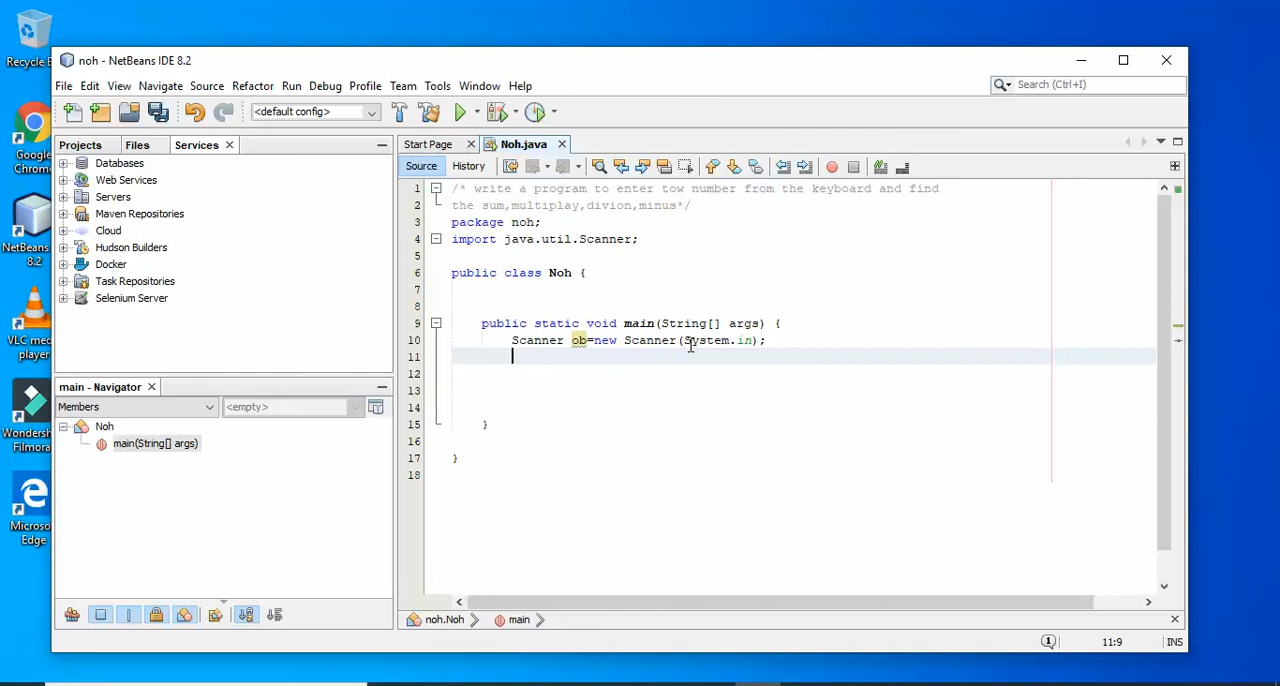 Recycle B
Google
Chrom
NetBeans
8.2
VLC med
player
Wondersh
Filmora
Microso
Edge
noh - NetBeans IDE 8.2
File Edit View Navigate Source Refactor Run Debug Profile Team Tools Window Help
Search (Ctrl+I)
<default config>
Projects Files Services
Databases
Web Services
Servers
Maven Repositories
Cloud
Hudson Builders
Docker
Task Repositories
Selenium Server
main - Navigator
Members <empty>
Noh
main(String[] args)
Start Page Noh.java
Source History
1 /* write a program to enter tow number from the keyboard and find
2 the sum,multiplay,divion,minus*/
3 package noh;
4 import java.util.Scanner;
5
6 public class Noh {
7
8
9 public static void main(String[] args) {
10 Scanner ob=new Scanner(System.in);
11
12
13
14
15 }
16
17 }
18
noh.Noh main
1 11:9 INS